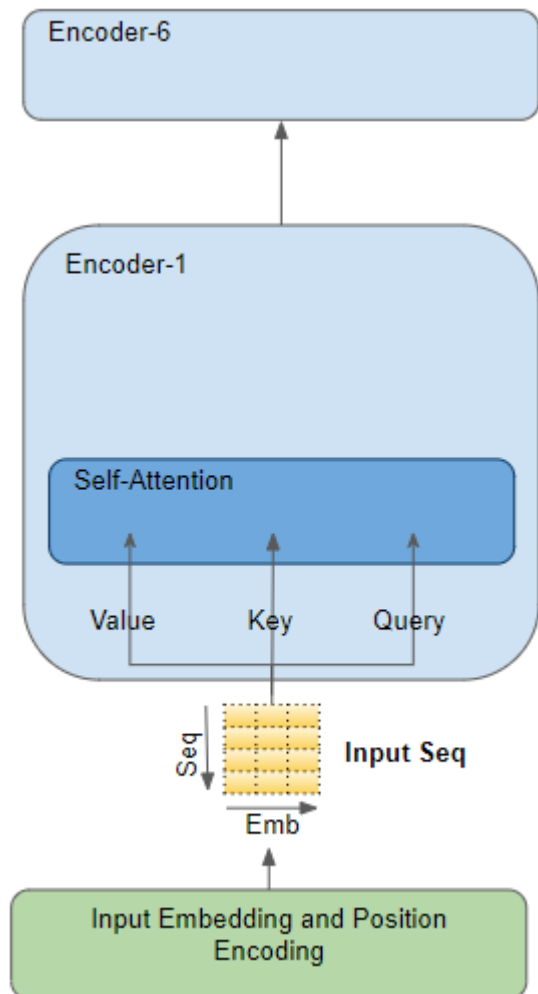 Encoder-6
Encoder-1
Self-Attention
Value Key Query
Seq
Input Seq
Emb
Input Embedding and Position
Encoding